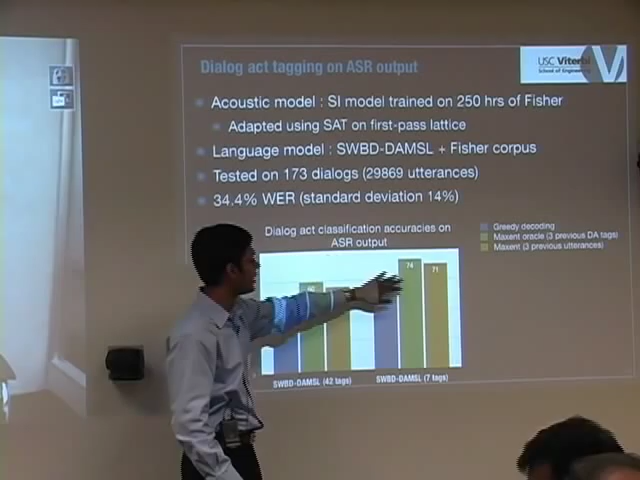 Dialog act tagging on ASR output
USC Viterbi
School of Engineering
Acoustic model : SI model trained on 250 hrs of Fisher
Adapted using SAT on first-pass lattice
Language model : SWBD-DAMSL + Fisher corpus
Tested on 173 dialogs (29869 utterances)
34.4% WER (standard deviation 14%)
Dialog act classification accuracies on
ASR output
Greedy decoding
Maxent oracle (3 previous DA tags)
Maxent (3 previous utterances)
74
71
SWBD-DAMSL (42 tags)
SWBD-DAMSL (7 tags)